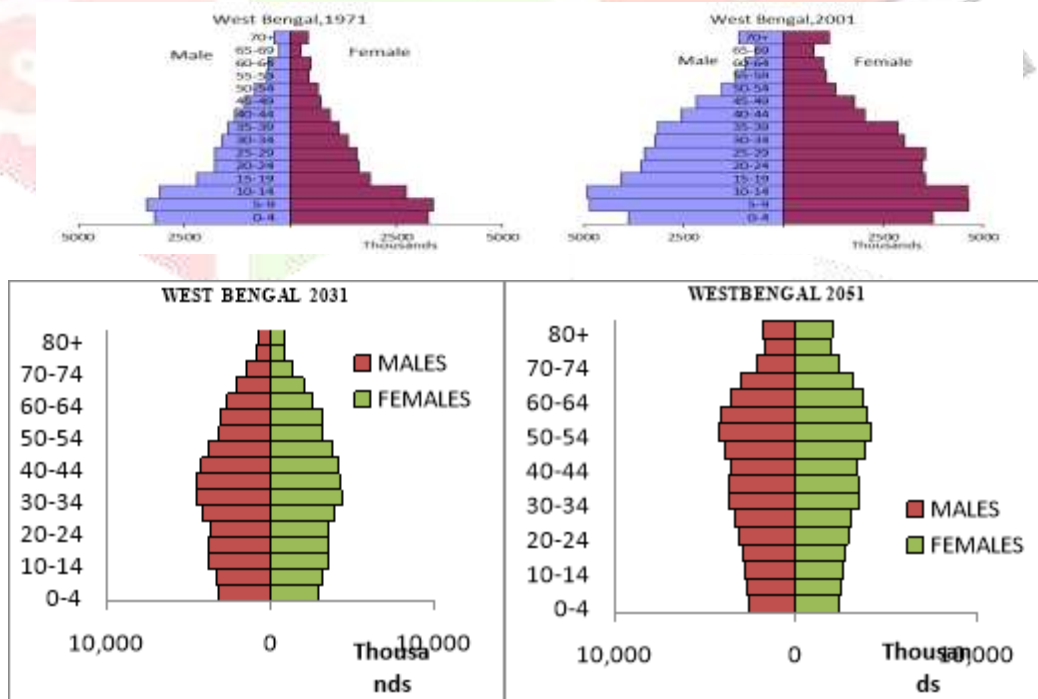 West Bengal,1971
Male
Female
70+
65-69
60-64
55-59
50-54
45-49
40-44
35-39
30-34
25-29
20-24
15-19
10-14
5-9
0-4
5000 2500 2500 5000
Thousands
West Bengal,2001
Male
Female
70+
65-69
60-64
55-59
50-54
45-49
40-44
35-39
30-34
25-29
20-24
15-19
10-14
5-9
0-4
5000 2500 2500 5000
Thousands
WEST BENGAL 2031
80+
70-74
60-64
50-54
40-44
30-34
20-24
10-14
0-4
MALES
FEMALES
10,000 0 10,000
Thousa
nds
WESTBENGAL 2051
80+
70-74
60-64
50-54
40-44
30-34
20-24
10-14
0-4
MALES
FEMALES
10,000 0 10,000
Thousan
ds